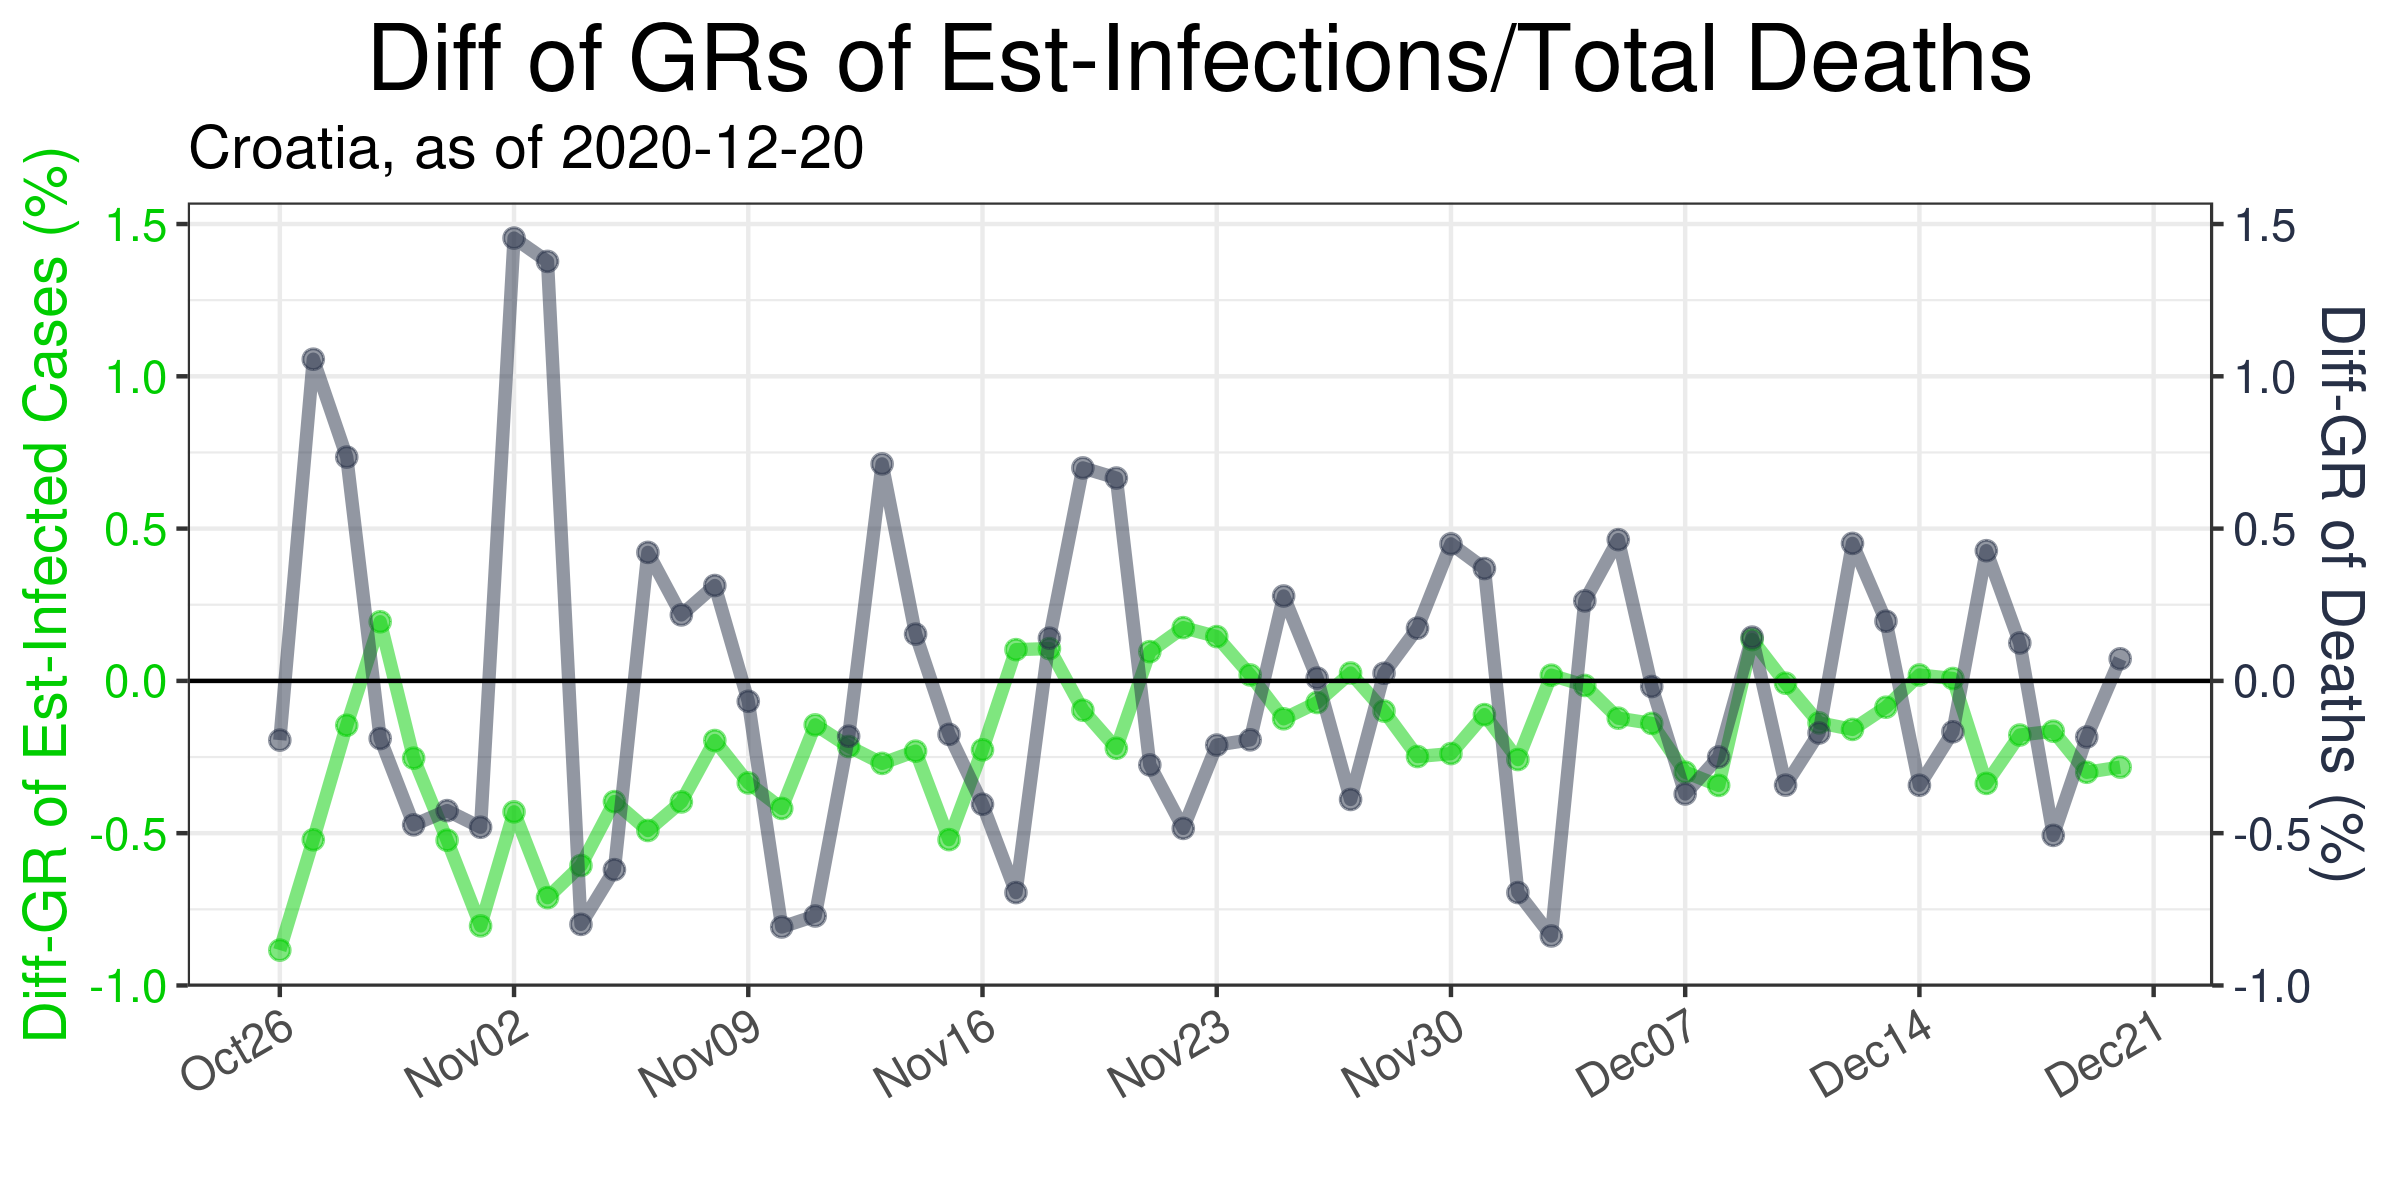 Diff of GRs of Est-Infections/Total Deaths
Croatia, as of 2020-12-20
Diff-GR of Est-Infected Cases (%)
1.5
1.0
0.5
0.0
-0.5
-1.0
1.5
1.0
0.5
0.0
-0.5
-1.0
Diff-GR of Deaths (%)
Oct26
Nov02
Nov09
Nov16
Nov23
Nov30
Dec07
Dec14
Dec21